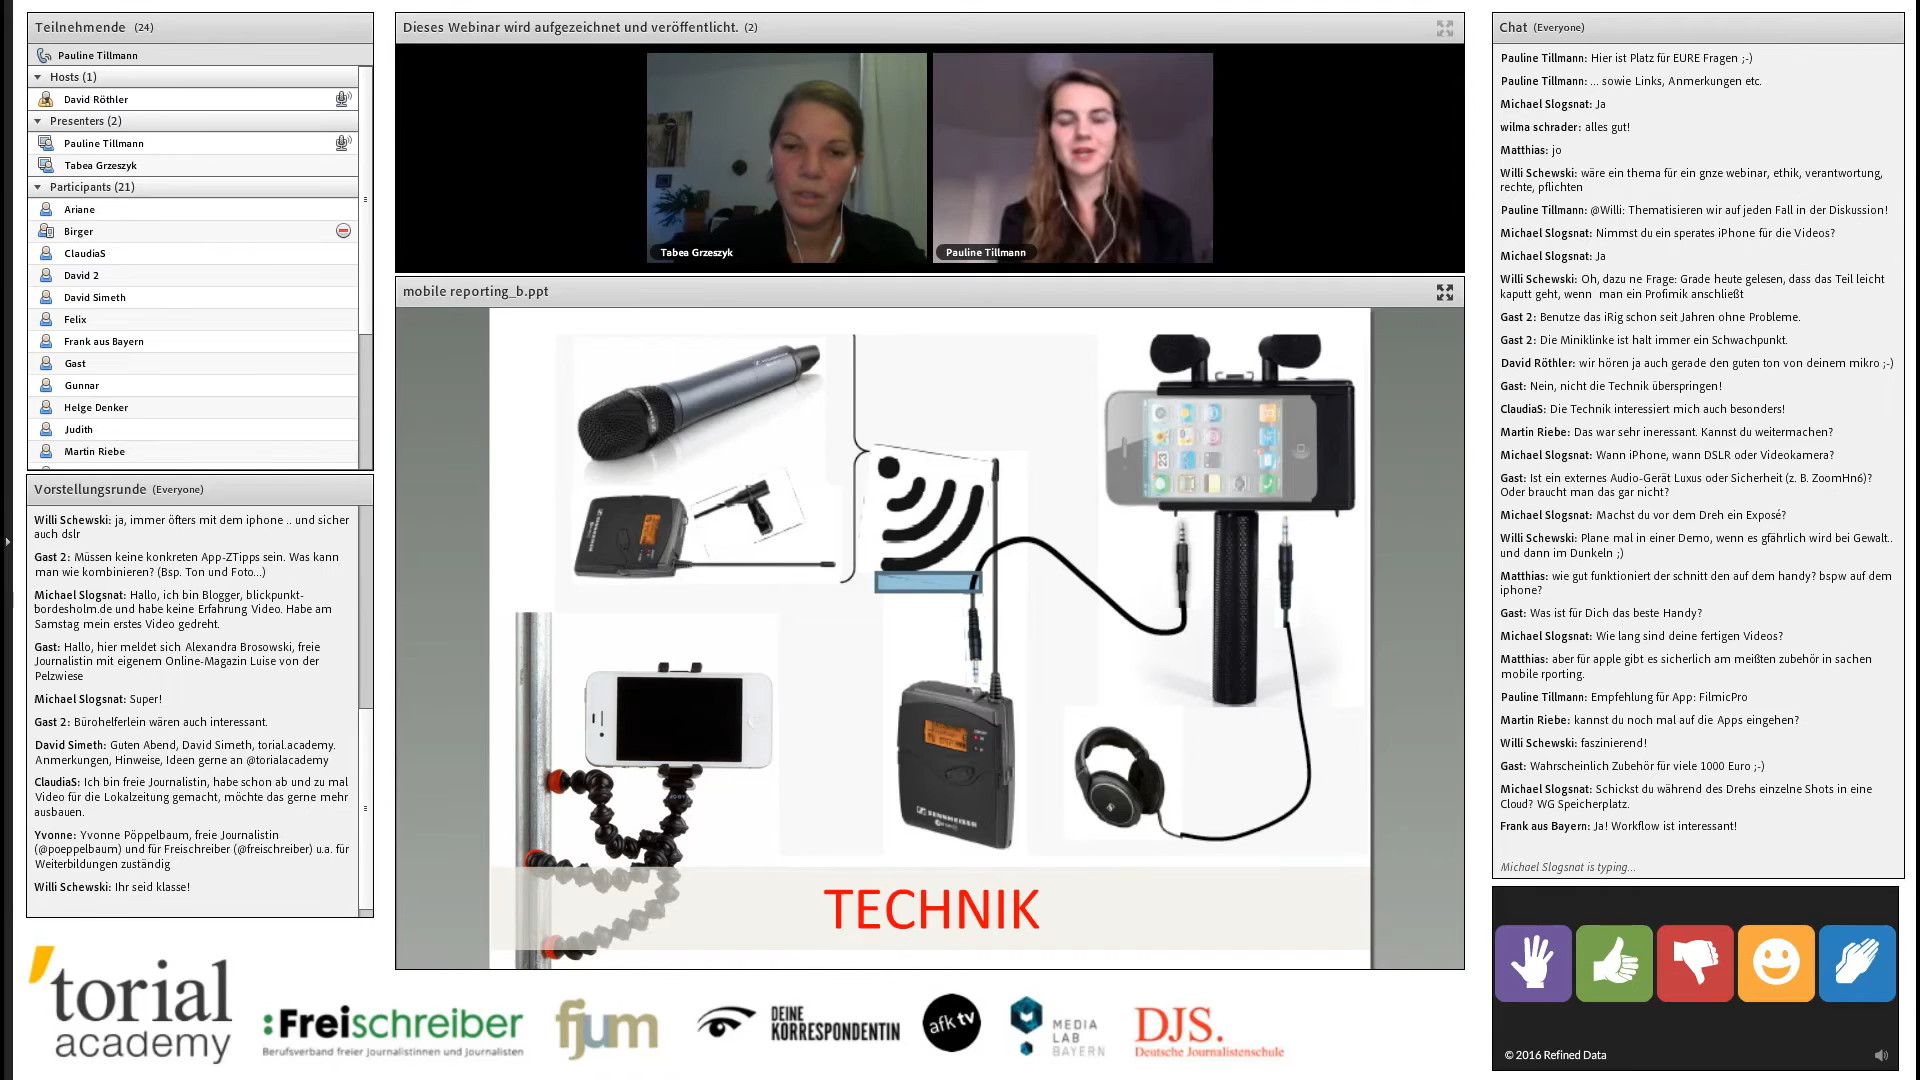 Teilnehmende (24)
Pauline Tillmann
Hosts (1)
David Röthler
Presenters (2)
Pauline Tillmann
Tabea Grzeszyk
Participants (21)
Ariane
Birger
ClaudiaS
David 2
David Simeth
Felix
Frank aus Bayern
Gast
Gunnar
Helge Denker
Judith
Martin Riebe
Vorstellungsrunde (Everyone)
Willi Schewski: ja, immer öfters mit dem iphone .. und sicher
auch dslr
Gast 2: Müssen keine konkreten App-ZTipps sein. Was kann
man wie kombinieren? (Bsp. Ton und Foto...)
Michael Slogsnat: Hallo, ich bin Blogger, blickpunkt-
bordesholm.de und habe keine Erfahrung Video. Habe am
Samstag mein erstes Video gedreht.
Gast: Hallo, hier meldet sich Alexandra Brosowski, freie
Journalistin mit eigenem Online-Magazin Luise von der
Pelzwiese
Michael Slogsnat: Super!
Gast 2: Bürohelferlein wären auch interessant.
David Simeth: Guten Abend, David Simeth, torial.academy.
Anmerkungen, Hinweise, Ideen gerne an @torialacademy
ClaudiaS: Ich bin freie Journalistin, habe schon ab und zu mal
Video für die Lokalzeitung gemacht, möchte das gerne mehr
ausbauen.
Yvonne: Yvonne Pöppelbaum, freie Journalistin
(@poeppelbaum) und für Freischreiber (@freischreiber) u.a. für
Weiterbildungen zuständig
Willi Schewski: Ihr seid klasse!
Dieses Webinar wird aufgezeichnet und veröffentlicht. (2)
Tabea Grzeszyk
Pauline Tillmann
mobile reporting_b.ppt
SENNHEISER
TECHNIK
Chat (Everyone)
Pauline Tillmann: Hier ist Platz für EURE Fragen ;-)
Pauline Tillmann: ... sowie Links, Anmerkungen etc.
Michael Slogsnat: Ja
wilma schrader: alles gut!
Matthias: jo
Willi Schewski: wäre ein thema für ein gnze webinar, ethik, verantwortung,
rechte, pflichten
Pauline Tillmann: @Willi: Thematisieren wir auf jeden Fall in der Diskussion!
Michael Slogsnat: Nimmst du ein sperates iPhone für die Videos?
Michael Slogsnat: Ja
Willi Schewski: Oh, dazu ne Frage: Grade heute gelesen, dass das Teil leicht
kaputt geht, wenn man ein Profimik anschließt
Gast 2: Benutze das iRig schon seit Jahren ohne Probleme.
Gast 2: Die Miniklinke ist halt immer ein Schwachpunkt.
David Röthler: wir hören ja auch gerade den guten ton von deinem mikro ;-)
Gast: Nein, nicht die Technik überspringen!
ClaudiaS: Die Technik interessiert mich auch besonders!
Martin Riebe: Das war sehr ineressant. Kannst du weitermachen?
Michael Slogsnat: Wann iPhone, wann DSLR oder Videokamera?
Gast: Ist ein externes Audio-Gerät Luxus oder Sicherheit (z. B. ZoomHn6)?
Oder braucht man das gar nicht?
Michael Slogsnat: Machst du vor dem Dreh ein Exposé?
Willi Schewski: Plane mal in einer Demo, wenn es gfährlich wird bei Gewalt..
und dann im Dunkeln ;)
Matthias: wie gut funktioniert der schnitt den auf dem handy? bspw auf dem
iphone?
Gast: Was ist für Dich das beste Handy?
Michael Slogsnat: Wie lang sind deine fertigen Videos?
Matthias: aber für apple gibt es sicherlich am meißten zubehör in sachen
mobile rporting.
Pauline Tillmann: Empfehlung für App: FilmicPro
Martin Riebe: kannst du noch mal auf die Apps eingehen?
Willi Schewski: faszinierend!
Gast: Wahrscheinlich Zubehör für viele 1000 Euro ;-)
Michael Slogsnat: Schickst du während des Drehs einzelne Shots in eine
Cloud? WG Speicherplatz.
Frank aus Bayern: Ja! Workflow ist interessant!
Michael Slogsnat is typing...
© 2016 Refined Data
'torial
academy
:Freischreiber
Berufsverband freier Journalistinnen und Journalisten
fjum
DEINE
KORRESPONDENTIN
afk tv
MEDIA
LAB
BAYERN
DJS.
Deutsche Journalistenschule